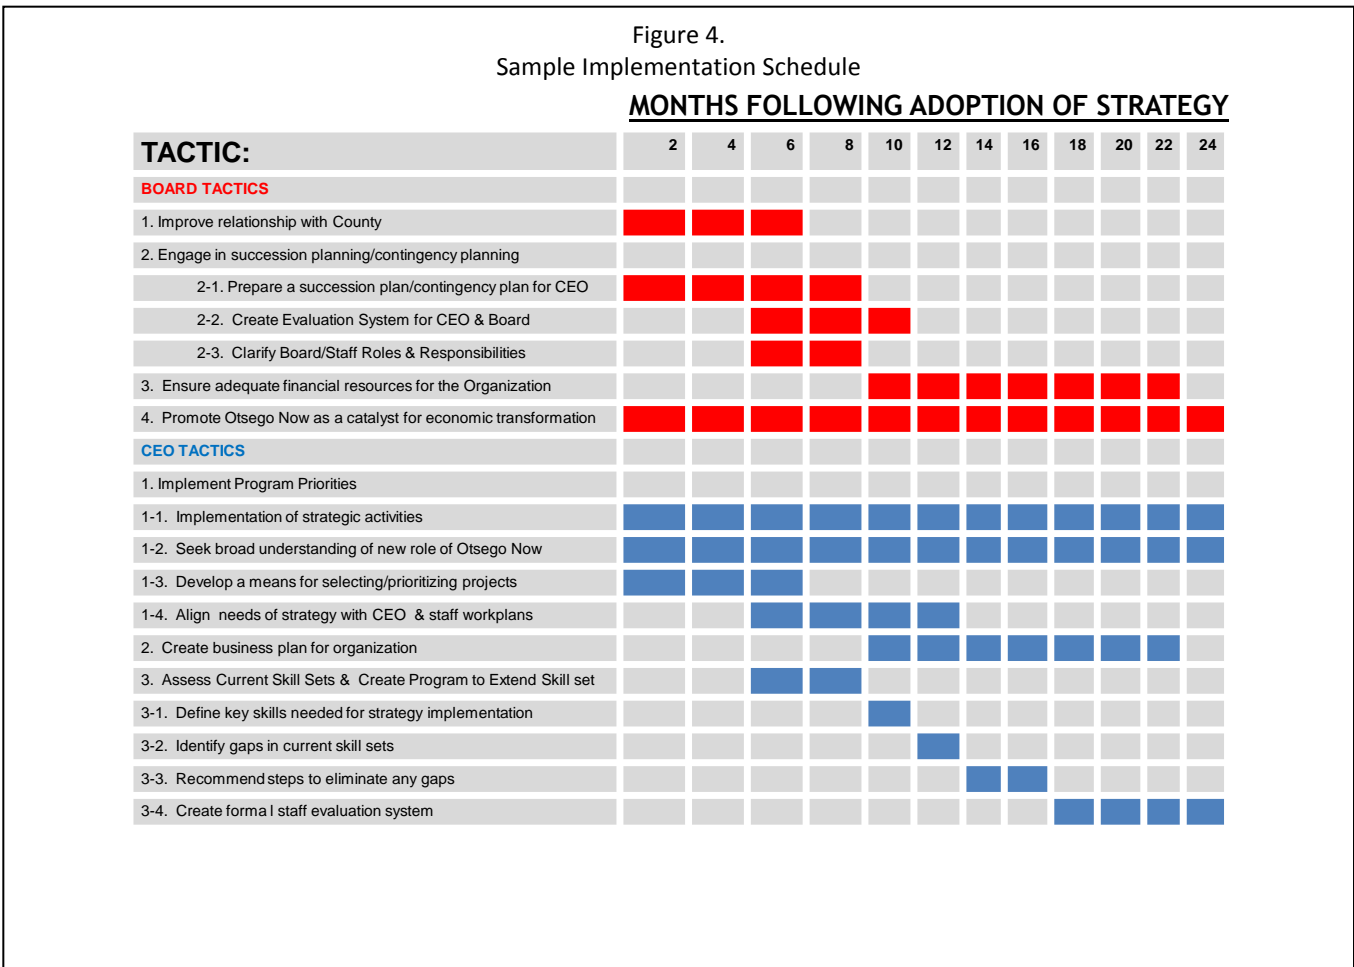 Figure 4.
Sample Implementation Schedule
MONTHS FOLLOWING ADOPTION OF STRATEGY
TACTIC: 2 4 6 8 10 12 14 16 18 20 22 24
BOARD TACTICS
1. Improve relationship with County
2. Engage in succession planning/contingency planning
2-1. Prepare a succession plan/contingency plan for CEO
2-2. Create Evaluation System for CEO & Board
2-3. Clarify Board/Staff Roles & Responsibilities
3. Ensure adequate financial resources for the Organization
4. Promote Otsego Now as a catalyst for economic transformation
CEO TACTICS
1. Implement Program Priorities
1-1. Implementation of strategic activities
1-2. Seek broad understanding of new role of Otsego Now
1-3. Develop a means for selecting/prioritizing projects
1-4. Align needs of strategy with CEO & staff workplans
2. Create business plan for organization
3. Assess Current Skill Sets & Create Program to Extend Skill set
3-1. Define key skills needed for strategy implementation
3-2. Identify gaps in current skill sets
3-3. Recommend steps to eliminate any gaps
3-4. Create forma l staff evaluation system